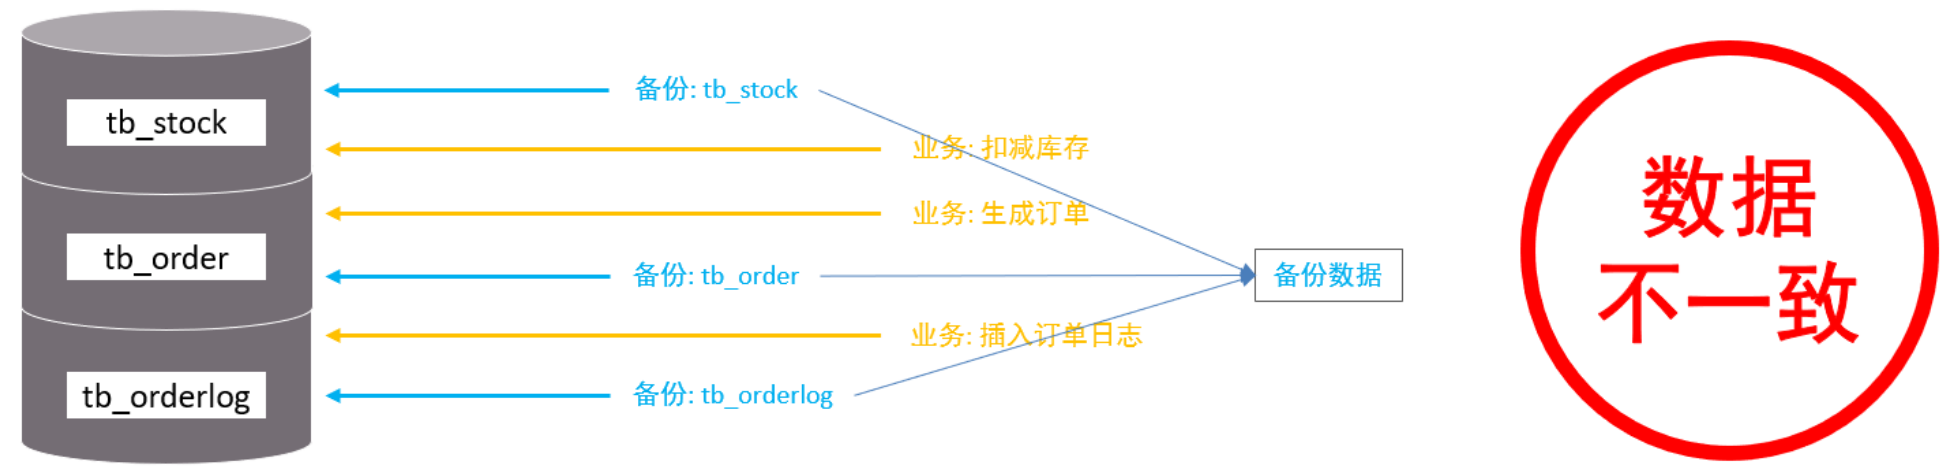 tb_stock
tb_order
tb_orderlog
备份: tb_stock
业务: 扣减库存
业务: 生成订单
备份: tb_order
业务: 插入订单日志
备份: tb_orderlog
备份数据
数据
不一致